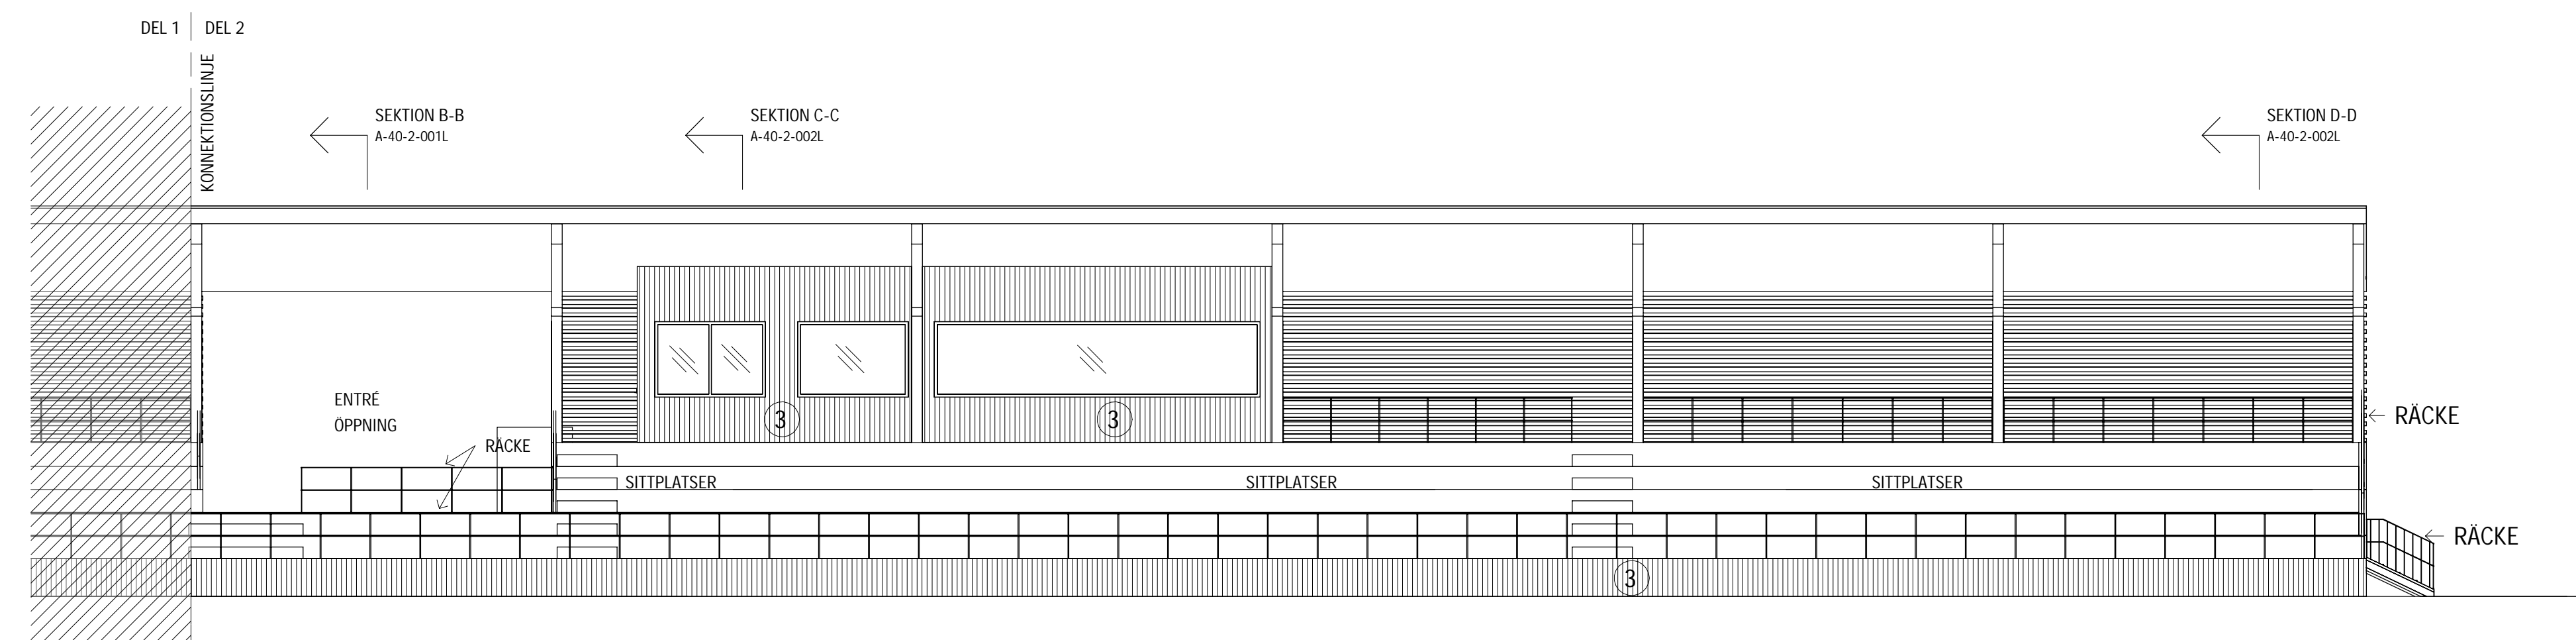 DEL 1 DEL 2
KONNEKTIONSLINJE
SEKTION B-B
A-40-2-001L
SEKTION C-C
A-40-2-002L
SEKTION D-D
A-40-2-002L
ENTRÉ
ÖPPNING
RÄCKE
3
3
RÄCKE
SITTPLATSER
SITTPLATSER
SITTPLATSER
RÄCKE
3